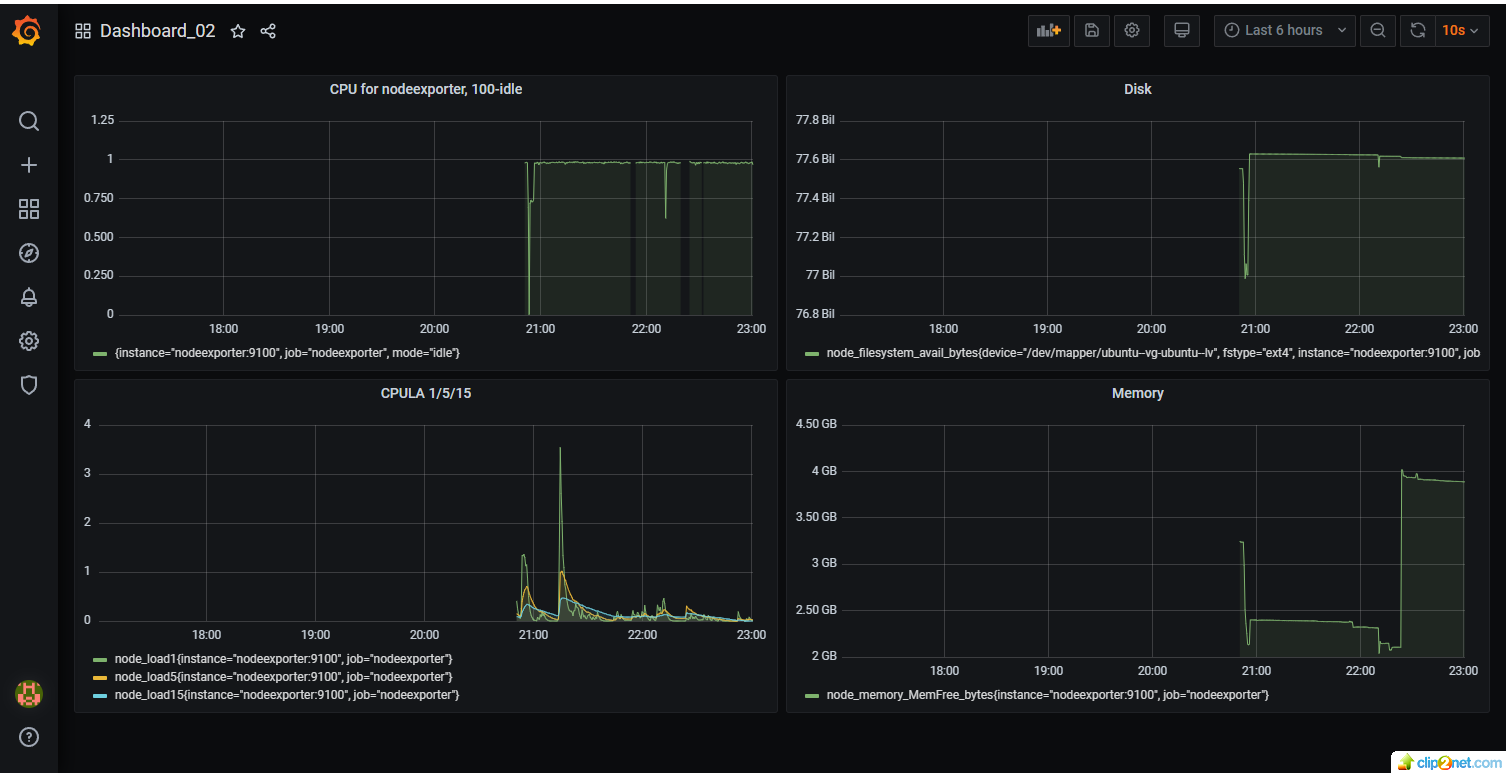 Dashboard_02
Last 6 hours
10s
CPU for nodeexporter, 100-idle
1.25
1
0.750
0.500
0.250
0
18:00 19:00 20:00 21:00 22:00 23:00
{instance="nodeexporter:9100", job="nodeexporter", mode="idle"}
Disk
77.8 Bil
77.6 Bil
77.4 Bil
77.2 Bil
77 Bil
76.8 Bil
18:00 19:00 20:00 21:00 22:00 23:00
node_filesystem_avail_bytes{device="/dev/mapper/ubuntu--vg-ubuntu--lv", fstype="ext4", instance="nodeexporter:9100", job
CPULA 1/5/15
4
3
2
1
0
18:00 19:00 20:00 21:00 22:00 23:00
node_load1{instance="nodeexporter:9100", job="nodeexporter"}
node_load5{instance="nodeexporter:9100", job="nodeexporter"}
node_load15{instance="nodeexporter:9100", job="nodeexporter"}
Memory
4.50 GB
4 GB
3.50 GB
3 GB
2.50 GB
2 GB
18:00 19:00 20:00 21:00 22:00 23:00
node_memory_MemFree_bytes{instance="nodeexporter:9100", job="nodeexporter"}
clip2net.com